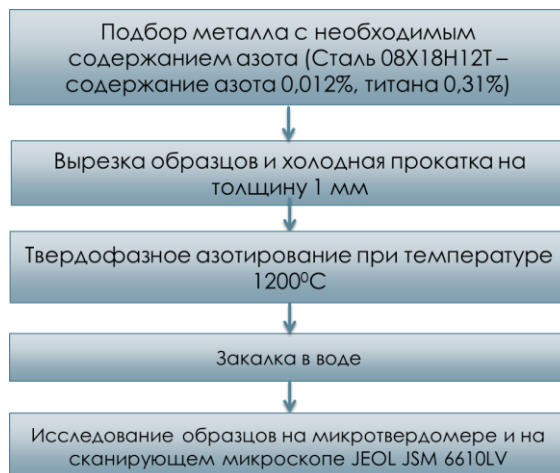 Подбор металла с необходимым
содержанием азота (Сталь 08Х18Н12Т –
содержание азота 0,012%, титана 0,31%)
Вырезка образцов и холодная прокатка на
толщину 1 мм
Твердофазное азотирование при температуре
1200⁰С
Закалка в воде
Исследование образцов на микротвердомере и на
сканирующем микроскопе JEOL JSM 6610LV